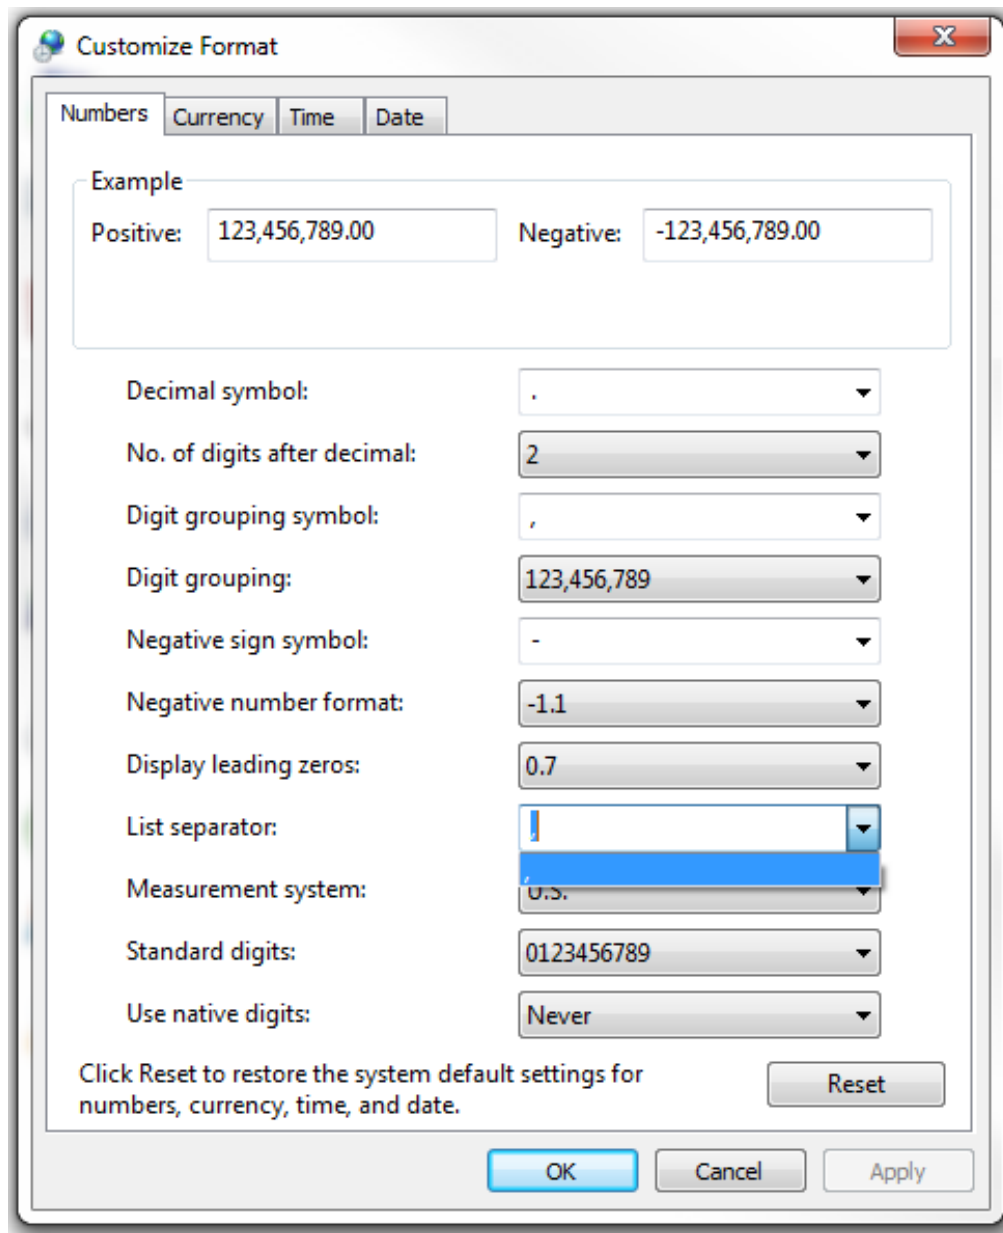 Customize Format
Numbers Currency Time Date
Example
Positive: 123,456,789.00 Negative: -123,456,789.00
Decimal symbol: .
No. of digits after decimal: 2
Digit grouping symbol: ,
Digit grouping: 123,456,789
Negative sign symbol: -
Negative number format: -1.1
Display leading zeros: 0.7
List separator: ,
,
Measurement system: U.S.
Standard digits: 0123456789
Use native digits: Never
Click Reset to restore the system default settings for Reset
numbers, currency, time, and date.
OK Cancel Apply